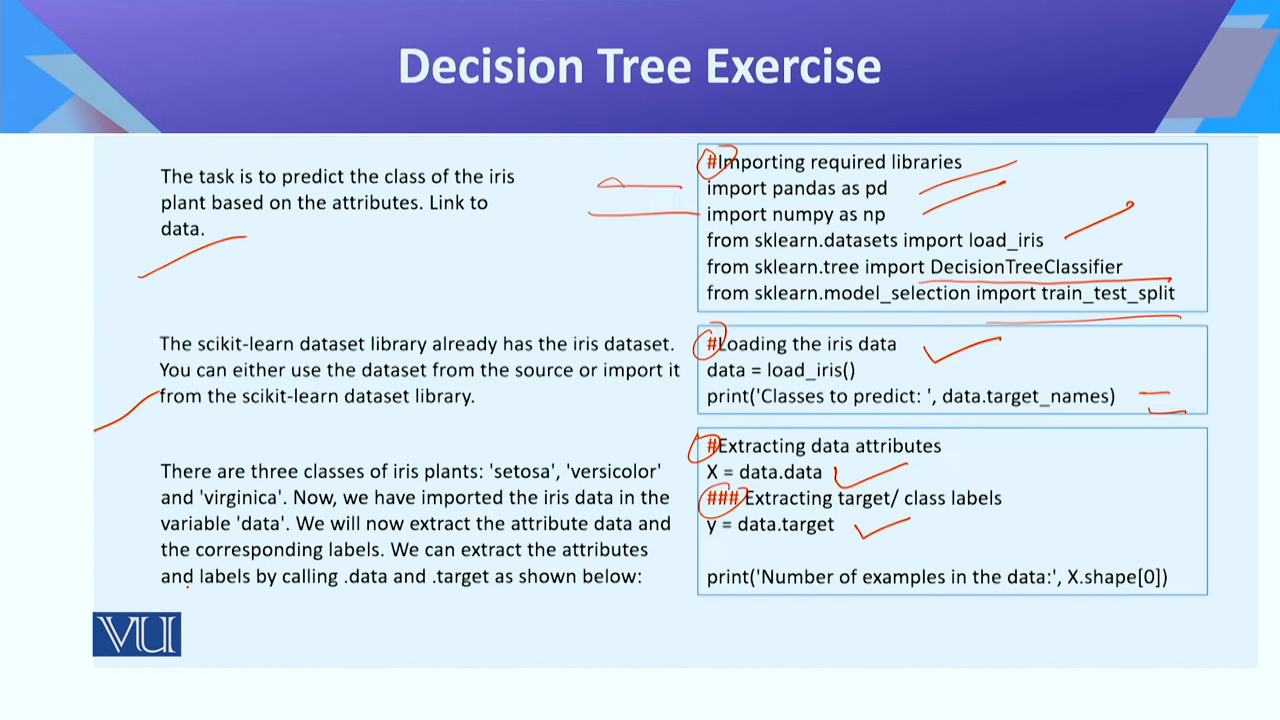 Decision Tree Exercise
The task is to predict the class of the iris
plant based on the attributes. Link to
data.
#Importing required libraries
import pandas as pd
import numpy as np
from sklearn.datasets import load_iris
from sklearn.tree import DecisionTreeClassifier
from sklearn.model_selection import train_test_split
The scikit-learn dataset library already has the iris dataset.
You can either use the dataset from the source or import it
from the scikit-learn dataset library.
#Loading the iris data
data = load_iris()
print('Classes to predict: ', data.target_names)
There are three classes of iris plants: 'setosa', 'versicolor'
and 'virginica'. Now, we have imported the iris data in the
variable 'data'. We will now extract the attribute data and
the corresponding labels. We can extract the attributes
and labels by calling .data and .target as shown below:
#Extracting data attributes
X = data.data
### Extracting target/ class labels
y = data.target
print('Number of examples in the data:', X.shape[0])
VU